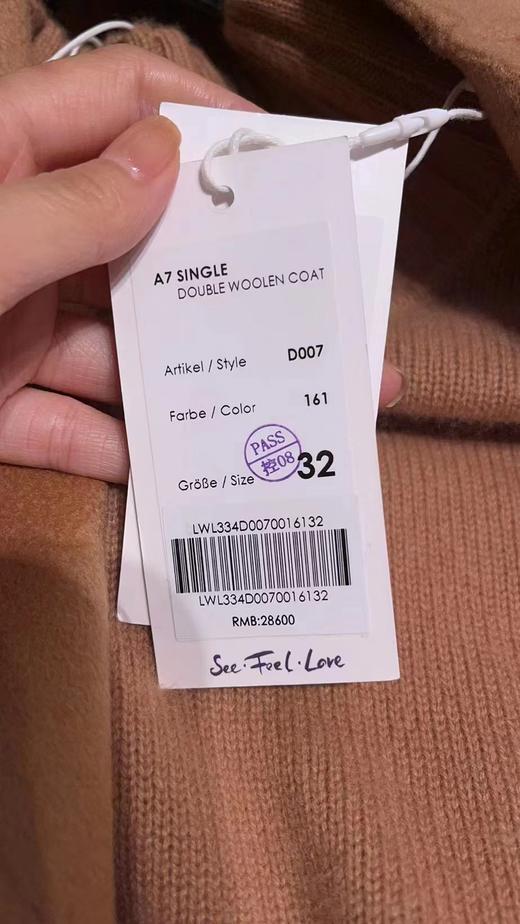 A7 SINGLE
DOUBLE WOOLEN COAT
Artikel / Style D007
Farbe / Color 161
PASS
控08
Größe / Size 32
LWL334D0070016132
LWL334D0070016132
RMB:28600
See·Feel·Love